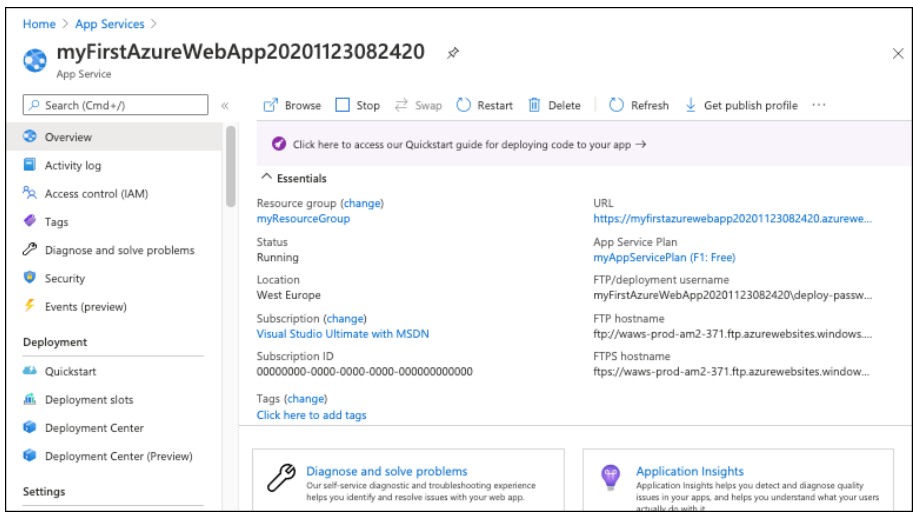 Home > App Services >
myFirstAzureWebApp20201123082420
App Service
Search (Cmd+/)
«
Browse
Stop
Swap
Restart
Delete
Refresh
Get publish profile
...
Overview
Activity log
Access control (IAM)
Tags
Diagnose and solve problems
Security
Events (preview)
Deployment
Quickstart
Deployment slots
Deployment Center
Deployment Center (Preview)
Settings
Click here to access our Quickstart guide for deploying code to your app →
Essentials
Resource group (change)
myResourceGroup
Status
Running
Location
West Europe
Subscription (change)
Visual Studio Ultimate with MSDN
Subscription ID
00000000-0000-0000-0000-000000000000
Tags (change)
Click here to add tags
URL
https://myfirstazurewebapp20201123082420.azurewe...
App Service Plan
myAppServicePlan (F1: Free)
FTP/deployment username
myFirstAzureWebApp20201123082420\deploy-passw...
FTP hostname
ftp://waws-prod-am2-371.ftp.azurewebsites.windows....
FTPS hostname
ftps://waws-prod-am2-371.ftp.azurewebsites.window...
Diagnose and solve problems
Our self-service diagnostic and troubleshooting experience
helps you identify and resolve issues with your web app.
Application Insights
Application Insights helps you detect and diagnose quality
issues in your apps, and helps you understand what your users
actually do with it.